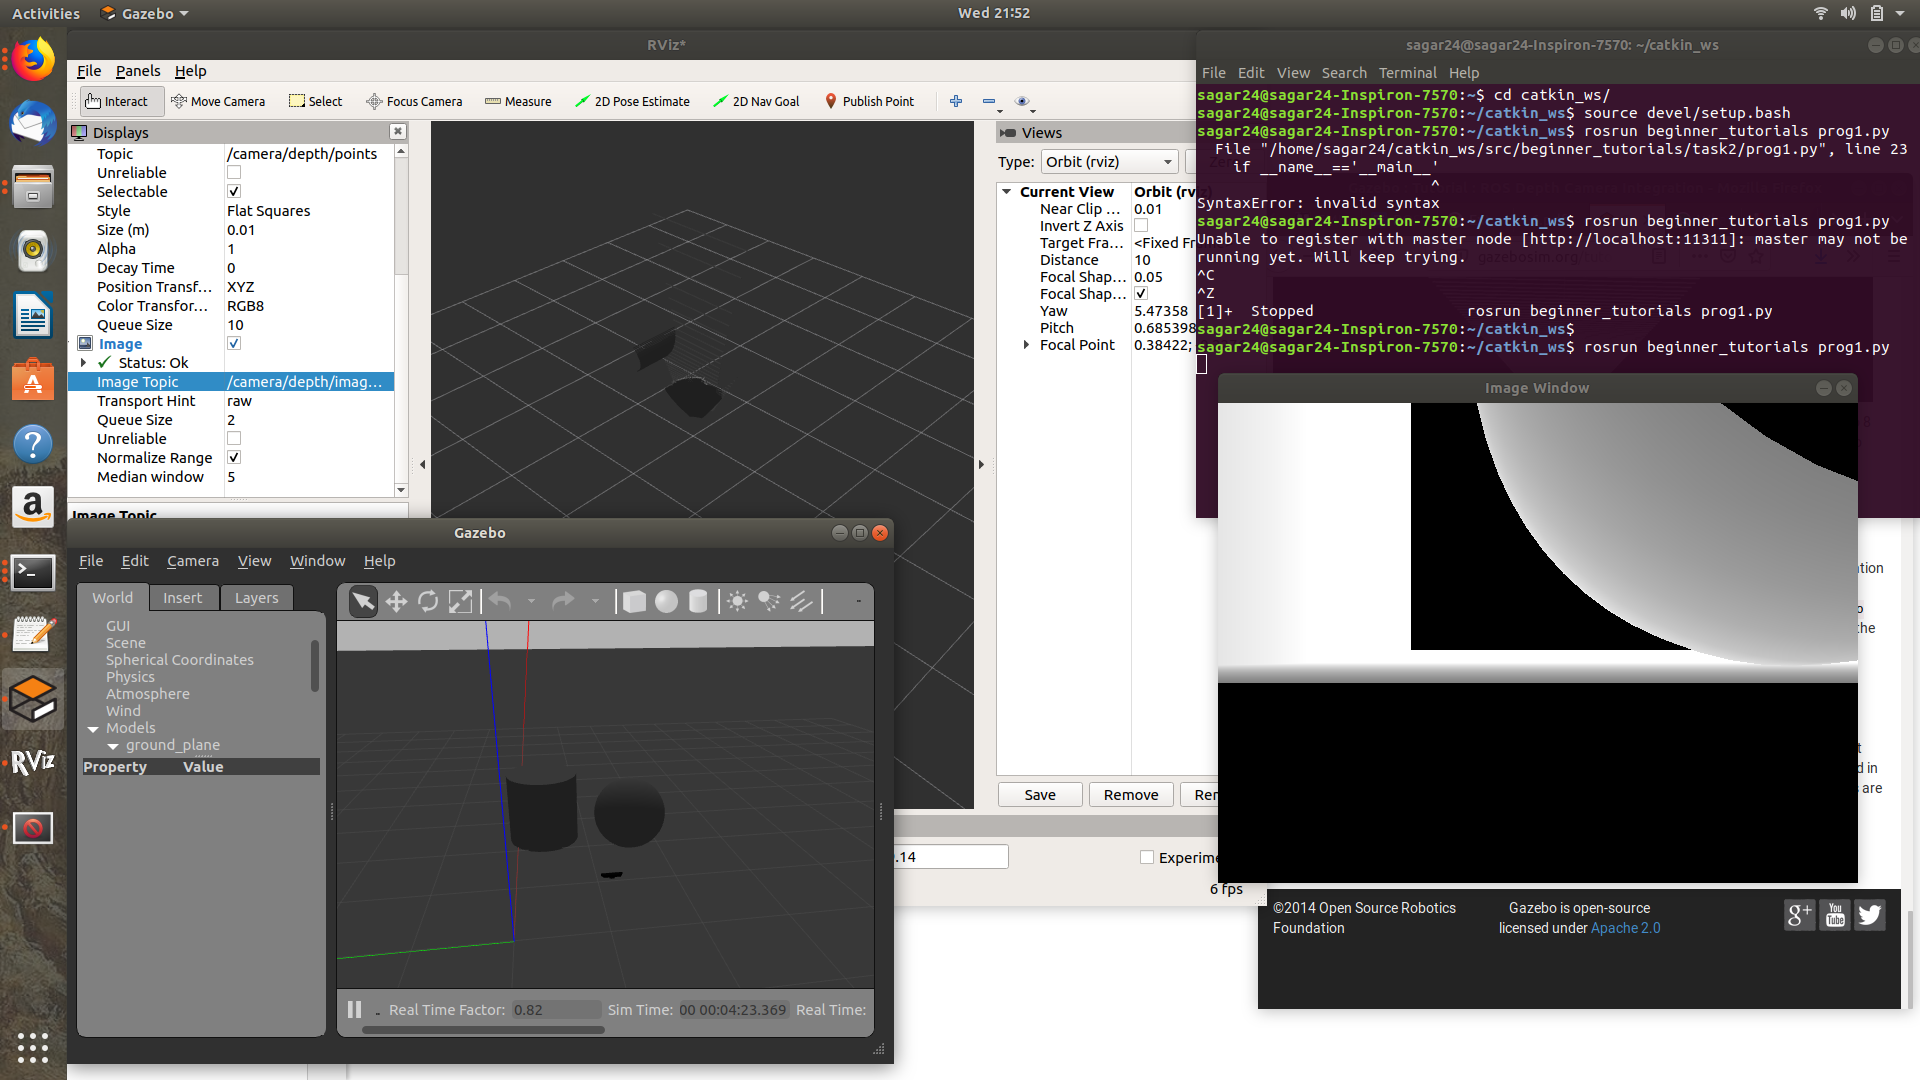 Activities
Gazebo
Wed 21:52
RViz*
File Panels Help
Interact Move Camera Select Focus Camera Measure 2D Pose Estimate 2D Nav Goal Publish Point
Displays
Topic /camera/depth/points
Unreliable
Selectable
Style Flat Squares
Size (m) 0.01
Alpha 1
Decay Time 0
Position Transf... XYZ
Color Transfor... RGB8
Queue Size 10
Image
Status: Ok
Image Topic /camera/depth/imag...
Transport Hint raw
Queue Size 2
Unreliable
Normalize Range
Median window 5
Image Topic
Views
Type: Orbit (rviz)
Current View Orbit (rviz)
Near Clip ... 0.01
Invert Z Axis
Target Fra... <Fixed Fr
Distance 10
Focal Shap... 0.05
Focal Shap...
Yaw 5.47358
Pitch 0.685398
Focal Point 0.38422;
Save Remove Ren
.14
Experime
6 fps
sagar24@sagar24-Inspiron-7570: ~/catkin_ws
File Edit View Search Terminal Help
sagar24@sagar24-Inspiron-7570:~$ cd catkin_ws/
sagar24@sagar24-Inspiron-7570:~/catkin_ws$ source devel/setup.bash
sagar24@sagar24-Inspiron-7570:~/catkin_ws$ rosrun beginner_tutorials prog1.py
File "/home/sagar24/catkin_ws/src/beginner_tutorials/task2/prog1.py", line 23
if __name__=='__main__'
^
SyntaxError: invalid syntax
sagar24@sagar24-Inspiron-7570:~/catkin_ws$ rosrun beginner_tutorials prog1.py
Unable to register with master node [http://localhost:11311]: master may not be
running yet. Will keep trying.
^C
^Z
[1]+ Stopped rosrun beginner_tutorials prog1.py
sagar24@sagar24-Inspiron-7570:~/catkin_ws$
sagar24@sagar24-Inspiron-7570:~/catkin_ws$ rosrun beginner_tutorials prog1.py
Image Window
ation
o
the
t
d in
are
Gazebo
File Edit Camera View Window Help
World Insert Layers
GUI
Scene
Spherical Coordinates
Physics
Atmosphere
Wind
Models
ground_plane
Property Value
Real Time Factor: 0.82 Sim Time: 00 00:04:23.369 Real Time:
RViz
©2014 Open Source Robotics
Foundation
Gazebo is open-source
licensed under Apache 2.0
g+
You
Tube